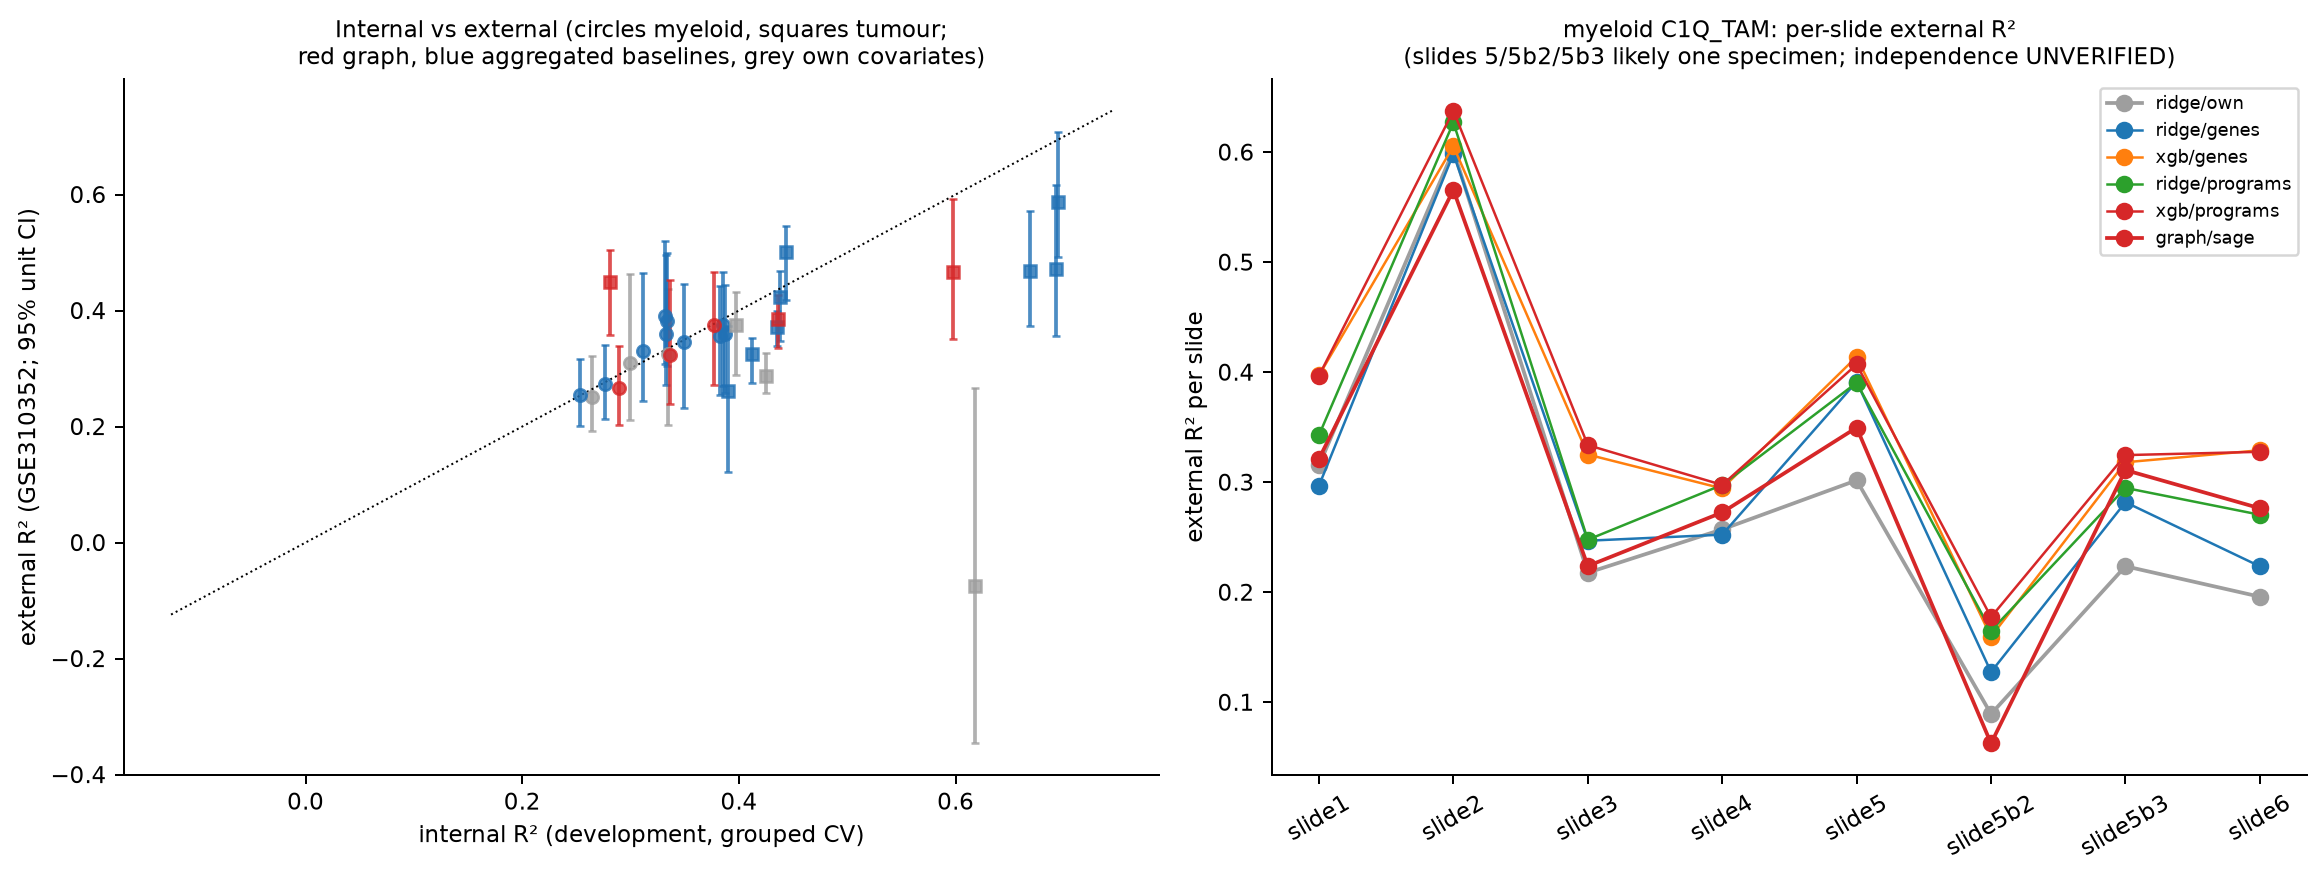 Internal vs external (circles myeloid, squares tumour;
red graph, blue aggregated baselines, grey own covariates)
external R² (GSE310352; 95% unit CI)
0.6
0.4
0.2
0.0
−0.2
−0.4
0.0
0.2
0.4
0.6
internal R² (development, grouped CV)
myeloid C1Q_TAM: per-slide external R²
(slides 5/5b2/5b3 likely one specimen; independence UNVERIFIED)
external R² per slide
0.6
0.5
0.4
0.3
0.2
0.1
ridge/own
ridge/genes
xgb/genes
ridge/programs
xgb/programs
graph/sage
slide1
slide2
slide3
slide4
slide5
slide5b2
slide5b3
slide6